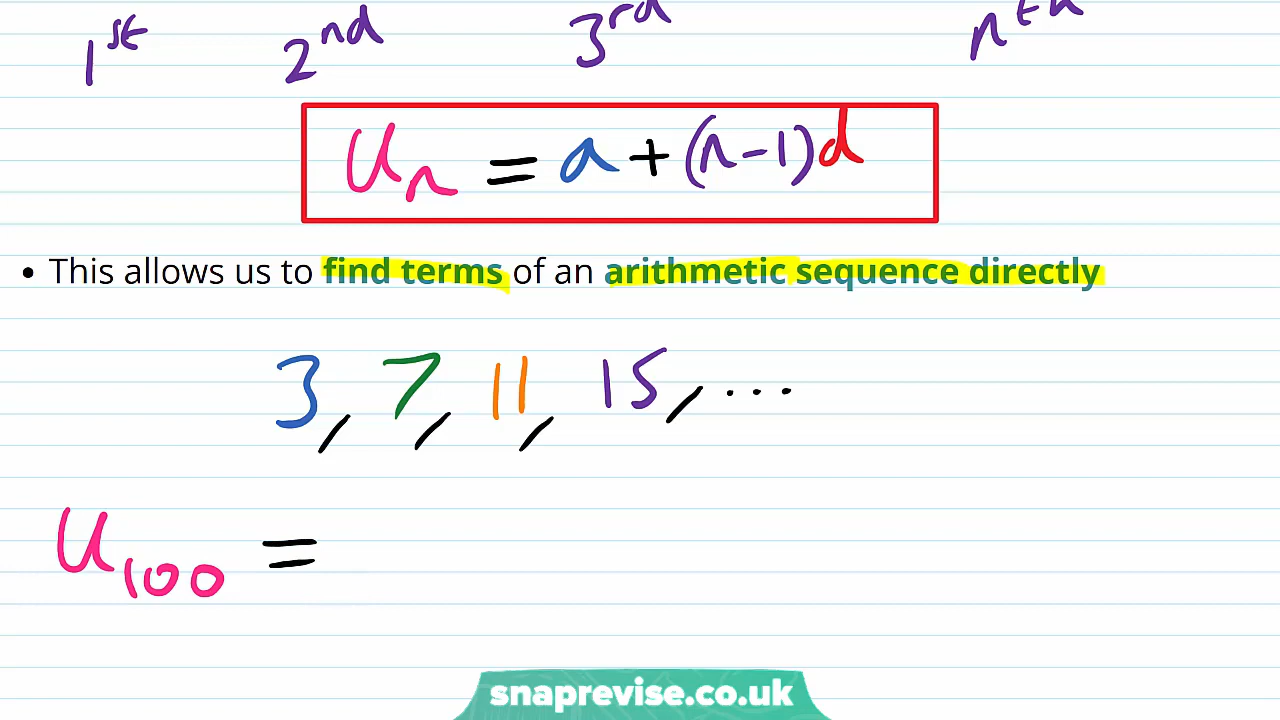 1st 2nd 3rd nth
Un = a + (n-1)d
• This allows us to find terms of an arithmetic sequence directly
3, 7, 11, 15, ...
U100 =
snaprevise.co.uk